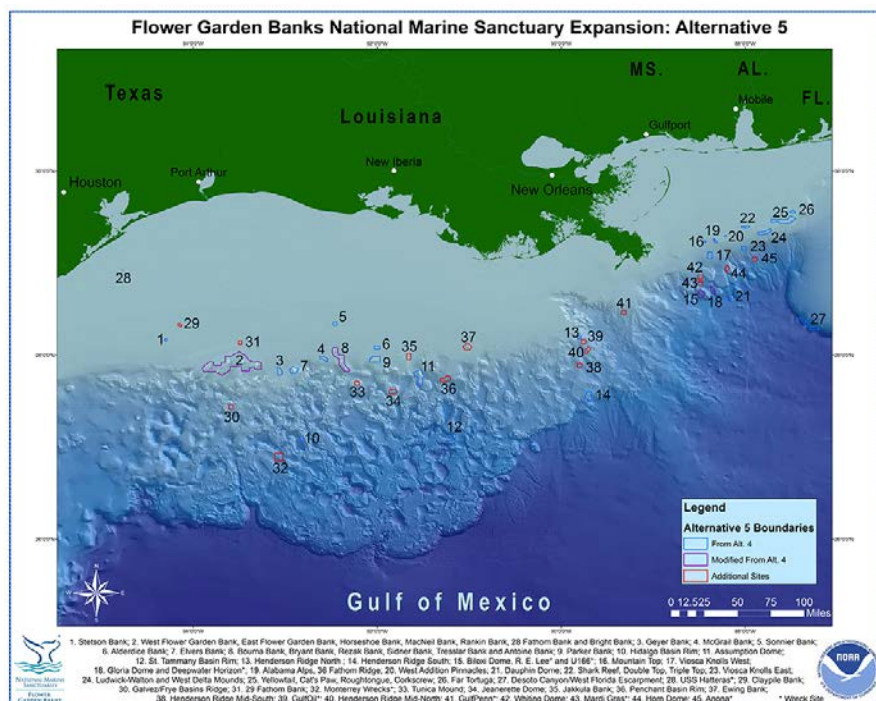 Flower Garden Banks National Marine Sanctuary Expansion: Alternative 5
MS.
AL.
FL.
Texas
Louisiana
Mobile
Gulfport
New Iberia
Port Arthur
Houston
New Orleans
26
25
22
24
19
20
16
23
17
45
28
42
44
43
15
18
21
41
27
29
5
1
31
13
39
37
6
35
2
4
8
40
3
7
9
38
11
33
36
34
14
30
12
10
32
Legend
Alternative 5 Boundaries
From Alt. 4
Modified From Alt. 4
Additional Sites
Gulf of Mexico
0 12.5 25 50 75 100
Miles
1. Stetson Bank; 2. West Flower Garden Bank, East Flower Garden Bank, Horseshoe Bank, MacNeil Bank, Rankin Bank, 28 Fathom and Bright Bank; 3. Geyer Bank; 4. McGrail Bank; 5. Sonnier Bank;
6. Alderdice Bank; 7. Elvers Bank; 8. Bouma Bank, Bryant Bank, Rezak Bank, Sidner Bank, Tresslar Bank and Antoine Bank; 9. Parker Bank; 10. Hidalgo Basin Rim; 11. Assumption Dome;
12. St. Tammany Basin Rim; 13. Henderson Ridge North; 14. Henderson Ridge South; 15. Biloxi Dome, R. E. Lee* and U166*; 16. Mountain Top; 17. Viosca Knolls West;
18. Gloria Dome and Deepwater Horizon*, 19. Alabama Alps, 36 Fathom Ridge; 20. West Addition Pinnacles; 21. Dauphin Dome; 22. Shark Reef, Double Top, Triple Top; 23. Viosca Knolls East,
24. Ludwick-Walton and West Delta Mounds; 25. Yellowtail, Cat's Paw, Roughtongue, Corkscrew; 26. Far Tortuga; 27. Desoto Canyon/West Florida Escarpment; 28. USS Hatteras*; 29. Claypile Bank;
30. Galvez/Frye Basins Ridge; 31. 29 Fathom Bank; 32. Monterrey Wrecks*; 33. Tunica Mound; 34. Jeanerette Dome; 35. Jakkula Bank; 36. Penchant Basin Rim; 37. Ewing Bank;
38. Henderson Ridge Mid-South; 39. GulfOil*; 40. Henderson Ridge Mid-North; 41. GulfPenn*; 42. Whiting Dome; 43. Mardi Gras*; 44. Horn Dome; 45. Anona*
* Wreck Site
NATIONAL MARINE
SANCTUARIES
FLOWER
GARDEN BANKS
NOAA